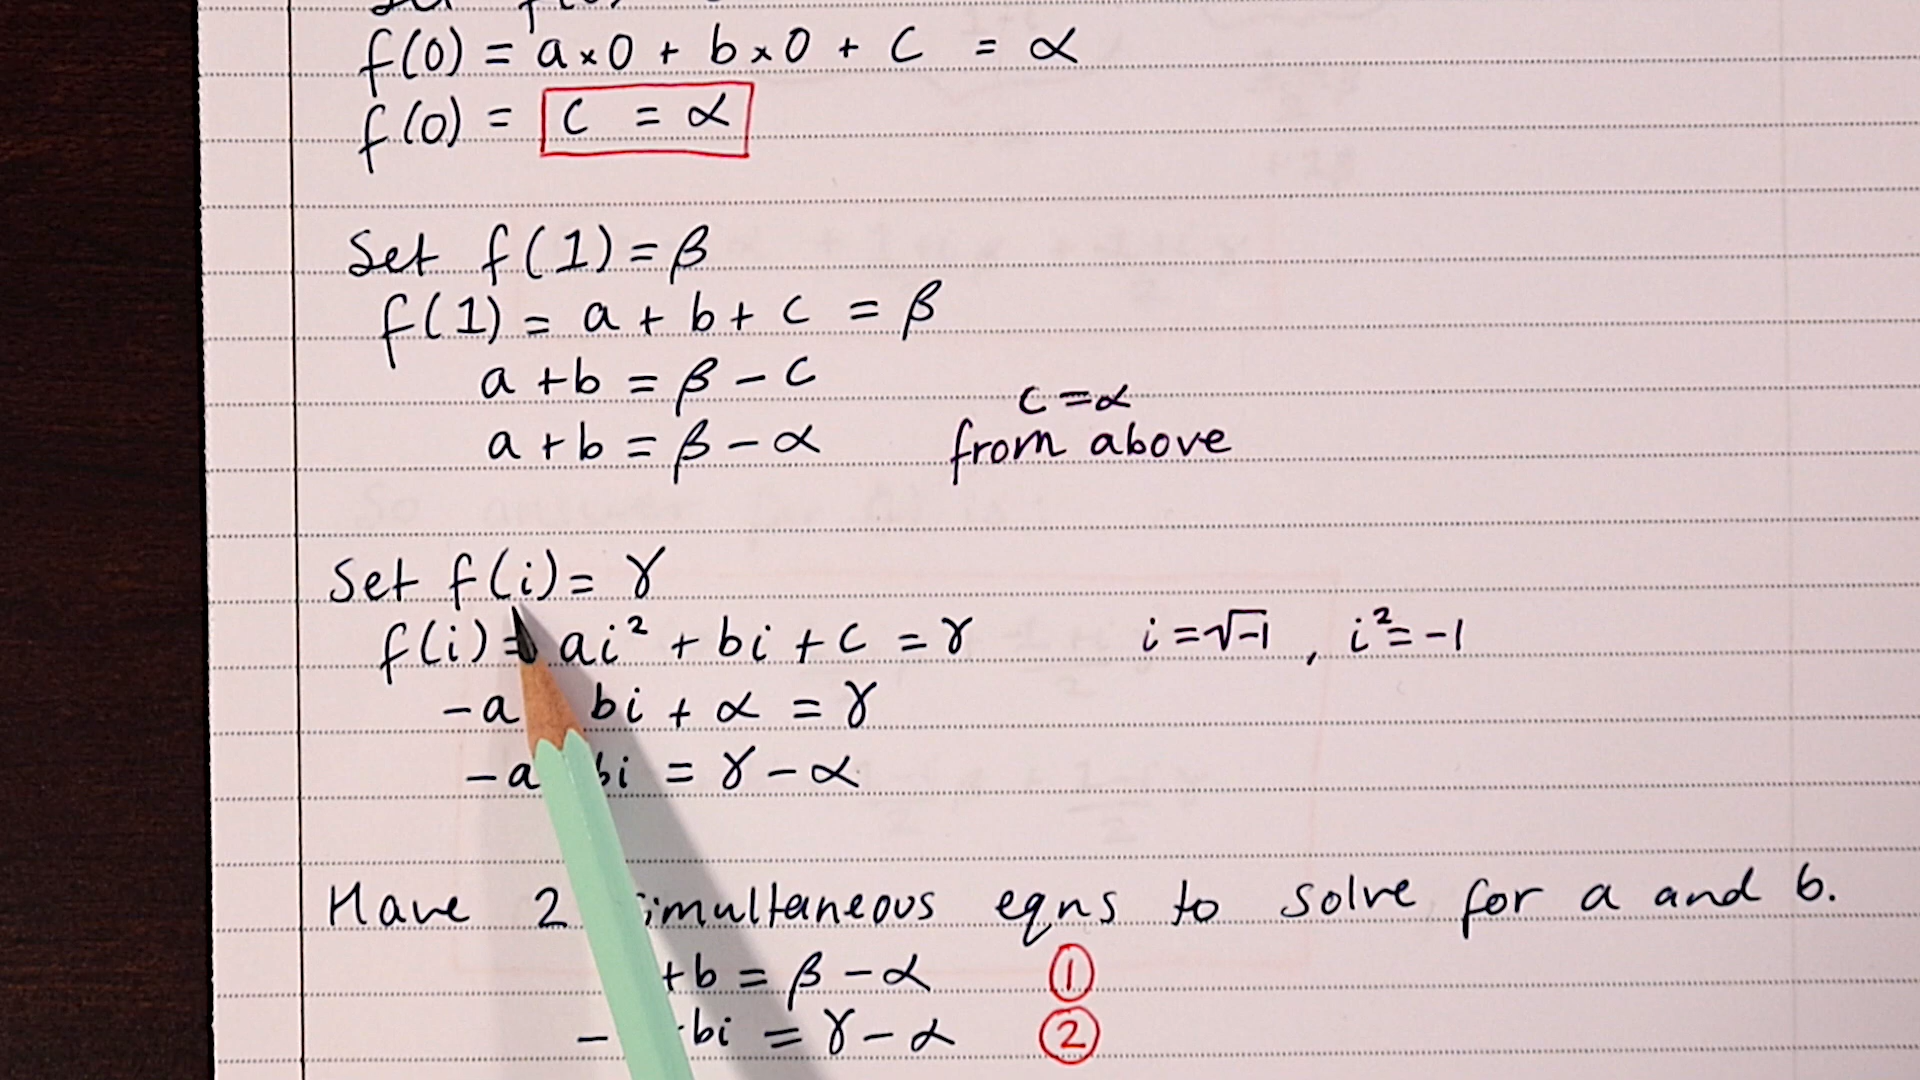 f(0) = a×0 + b×0 + c = α
f(0) = c = α
Set f(1) = β
f(1) = a + b + c = β
a + b = β - c
c = α
a + b = β - α from above
Set f(i) = γ
f(i) = ai² + bi + c = γ i = √-1 , i² = -1
-a bi + α = γ
-a bi = γ - α
Have 2 simultaneous eqns to solve for a and b.
+b = β - α ①
- bi = γ - α ②